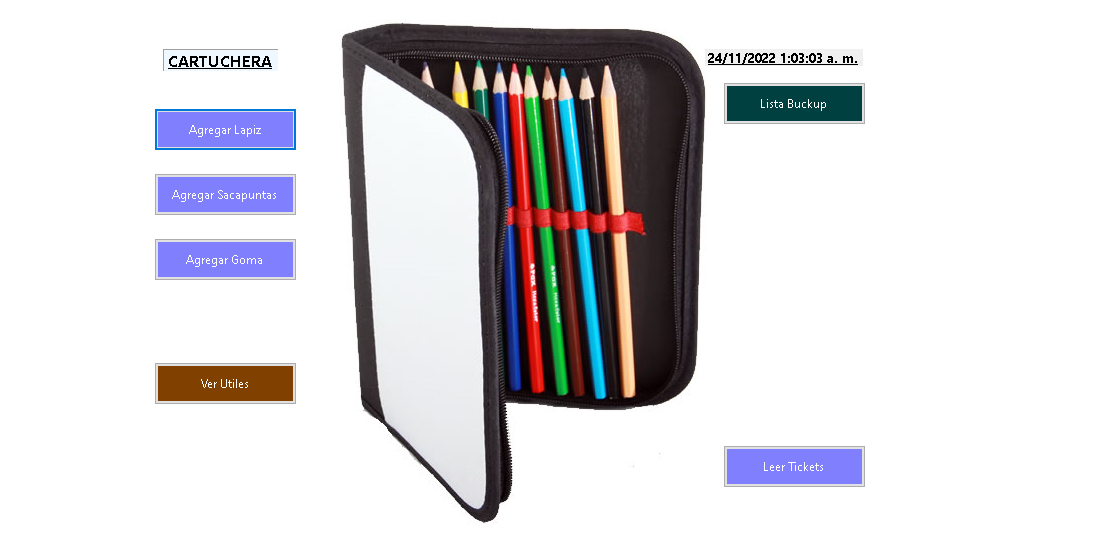 CARTUCHERA
24/11/2022 1:03:03 a. m.
Lista Buckup
Agregar Lapiz
Agregar Sacapuntas
Agregar Goma
Ver Utiles
Leer Tickets